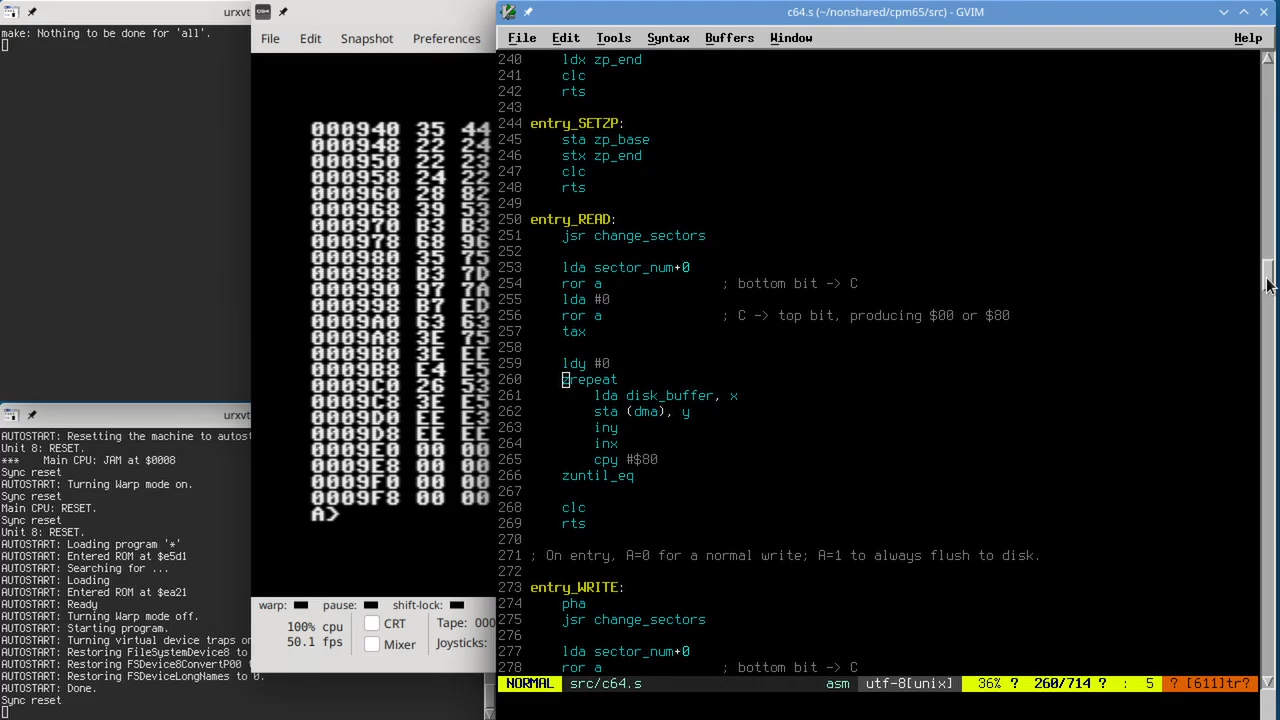 urxvt
make: Nothing to be done for 'all'.
File Edit Snapshot Preferences
000940 35 44
000948 22 24
000950 22 23
000958 24 22
000960 28 82
000968 39 53
000970 B3 B3
000978 68 96
000980 35 75
000988 B3 7D
000990 97 7A
000998 B7 ED
0009A0 63 63
0009A8 3E 75
0009B0 3E EE
0009B8 E4 E5
0009C0 26 53
0009C8 3E E5
0009D0 EE E3
0009D8 EE EE
0009E0 00 00
0009E8 00 00
0009F0 00 00
0009F8 00 00
A>
warp: pause: shift-lock:
100% cpu CRT Tape: 000
50.1 fps Mixer Joysticks:
urxvt
AUTOSTART: Resetting the machine to autost
Unit 8: RESET.
*** Main CPU: JAM at $0008
Sync reset
AUTOSTART: Turning Warp mode on.
Sync reset
Main CPU: RESET.
Sync reset
Unit 8: RESET.
AUTOSTART: Loading program '*'
AUTOSTART: Entered ROM at $e5d1
AUTOSTART: Searching for ...
AUTOSTART: Loading
AUTOSTART: Entered ROM at $ea21
AUTOSTART: Ready
AUTOSTART: Turning Warp mode off.
AUTOSTART: Starting program.
AUTOSTART: Turning virtual device traps on
AUTOSTART: Restoring FileSystemDevice8 to
AUTOSTART: Restoring FSDevice8ConvertP00 to
AUTOSTART: Restoring FSDeviceLongNames to 0.
AUTOSTART: Done.
Sync reset
c64.s (~/nonshared/cpm65/src) - GVIM
File Edit Tools Syntax Buffers Window Help
240 ldx zp_end
241 clc
242 rts
243
244 entry_SETZP:
245 sta zp_base
246 stx zp_end
247 clc
248 rts
249
250 entry_READ:
251 jsr change_sectors
252
253 lda sector_num+0
254 ror a ; bottom bit -> C
255 lda #0
256 ror a ; C -> top bit, producing $00 or $80
257 tax
258
259 ldy #0
260 zrepeat
261 lda disk_buffer, x
262 sta (dma), y
263 iny
264 inx
265 cpy #$80
266 zuntil_eq
267
268 clc
269 rts
270
271 ; On entry, A=0 for a normal write; A=1 to always flush to disk.
272
273 entry_WRITE:
274 pha
275 jsr change_sectors
276
277 lda sector_num+0
278 ror a ; bottom bit -> C
NORMAL src/c64.s asm utf-8[unix] 36% ? 260/714 ? : 5 ? [611]tr?